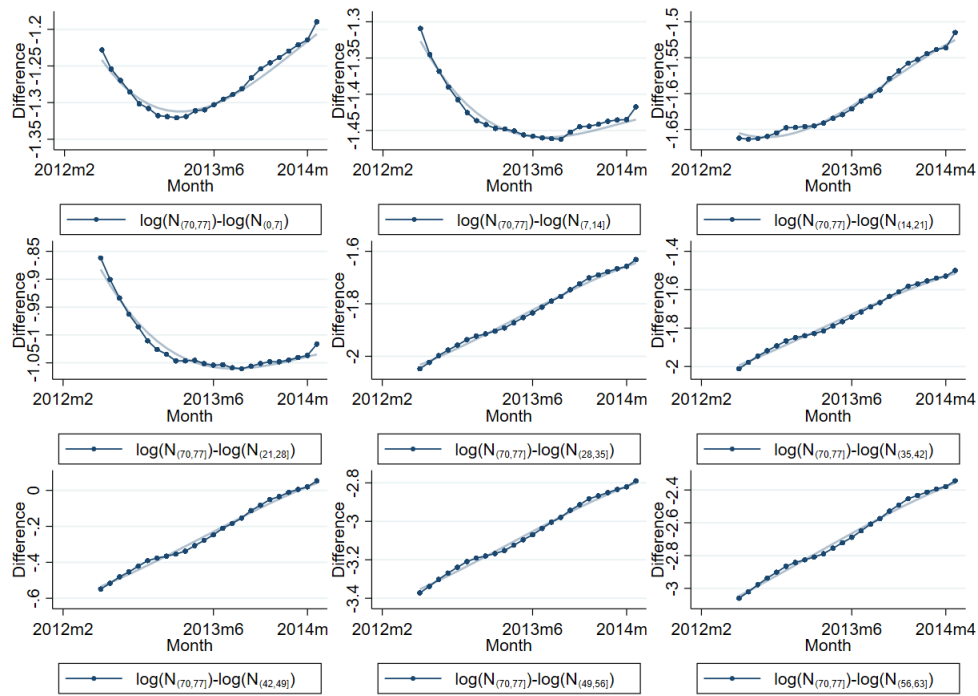 Difference
-1.35 -1.3 -1.25 -1.2
2012m2 2013m6 2014m
Month
log(N(70,77])-log(N(0,7])
Difference
-1.45 -1.4 -1.35 -1.3
2012m2 2013m6 2014m
Month
log(N(70,77])-log(N(7,14])
Difference
-1.65 -1.6 -1.55 -1.5
2012m2 2013m6 2014m4
Month
log(N(70,77])-log(N(14,21])
Difference
-1.05 -1 -.95 -.9 -.85
2012m2 2013m6 2014m
Month
log(N(70,77])-log(N(21,28])
Difference
-2 -1.8 -1.6
2012m2 2013m6 2014m
Month
log(N(70,77])-log(N(28,35])
Difference
-2 -1.8 -1.6 -1.4
2012m2 2013m6 2014m4
Month
log(N(70,77])-log(N(35,42])
Difference
-.6 -.4 -.2 0
2012m2 2013m6 2014m
Month
log(N(70,77])-log(N(42,49])
Difference
-3.4 -3.2 -3 -2.8
2012m2 2013m6 2014m
Month
log(N(70,77])-log(N(49,56])
Difference
-3 -2.8 -2.6 -2.4
2012m2 2013m6 2014m4
Month
log(N(70,77])-log(N(56,63])